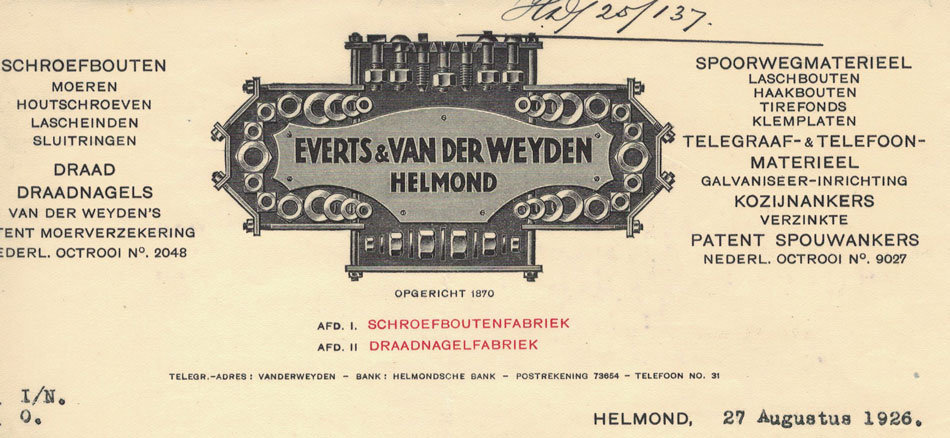 25/137.
SCHROEFBOUTEN
MOEREN
HOUTSCHROEVEN
LASCHEINDEN
SLUITRINGEN
DRAAD
DRAADNAGELS
VAN DER WEYDEN'S
TENT MOERVERZEKERING
DERL. OCTROOI No. 2048
EVERTS & VAN DER WEYDEN
HELMOND
SPOORWEGMATERIEEL
LASCHBOUTEN
HAAKBOUTEN
TIREFONDS
KLEMPLATEN
TELEGRAAF- & TELEFOON-
MATERIEEL
GALVANISEER-INRICHTING
KOZIJNANKERS
VERZINKTE
PATENT SPOUWANKERS
NEDERL. OCTROOI No. 9027
OPGERICHT 1870
AFD. I. SCHROEFBOUTENFABRIEK
AFD. II DRAADNAGELFABRIEK
TELEGR.-ADRES: VANDERWEYDEN – BANK: HELMONDSCHE BANK – POSTREKENING 73654 – TELEFOON NO. 31
I/N.
O.
HELMOND, 27 Augustus 1926.